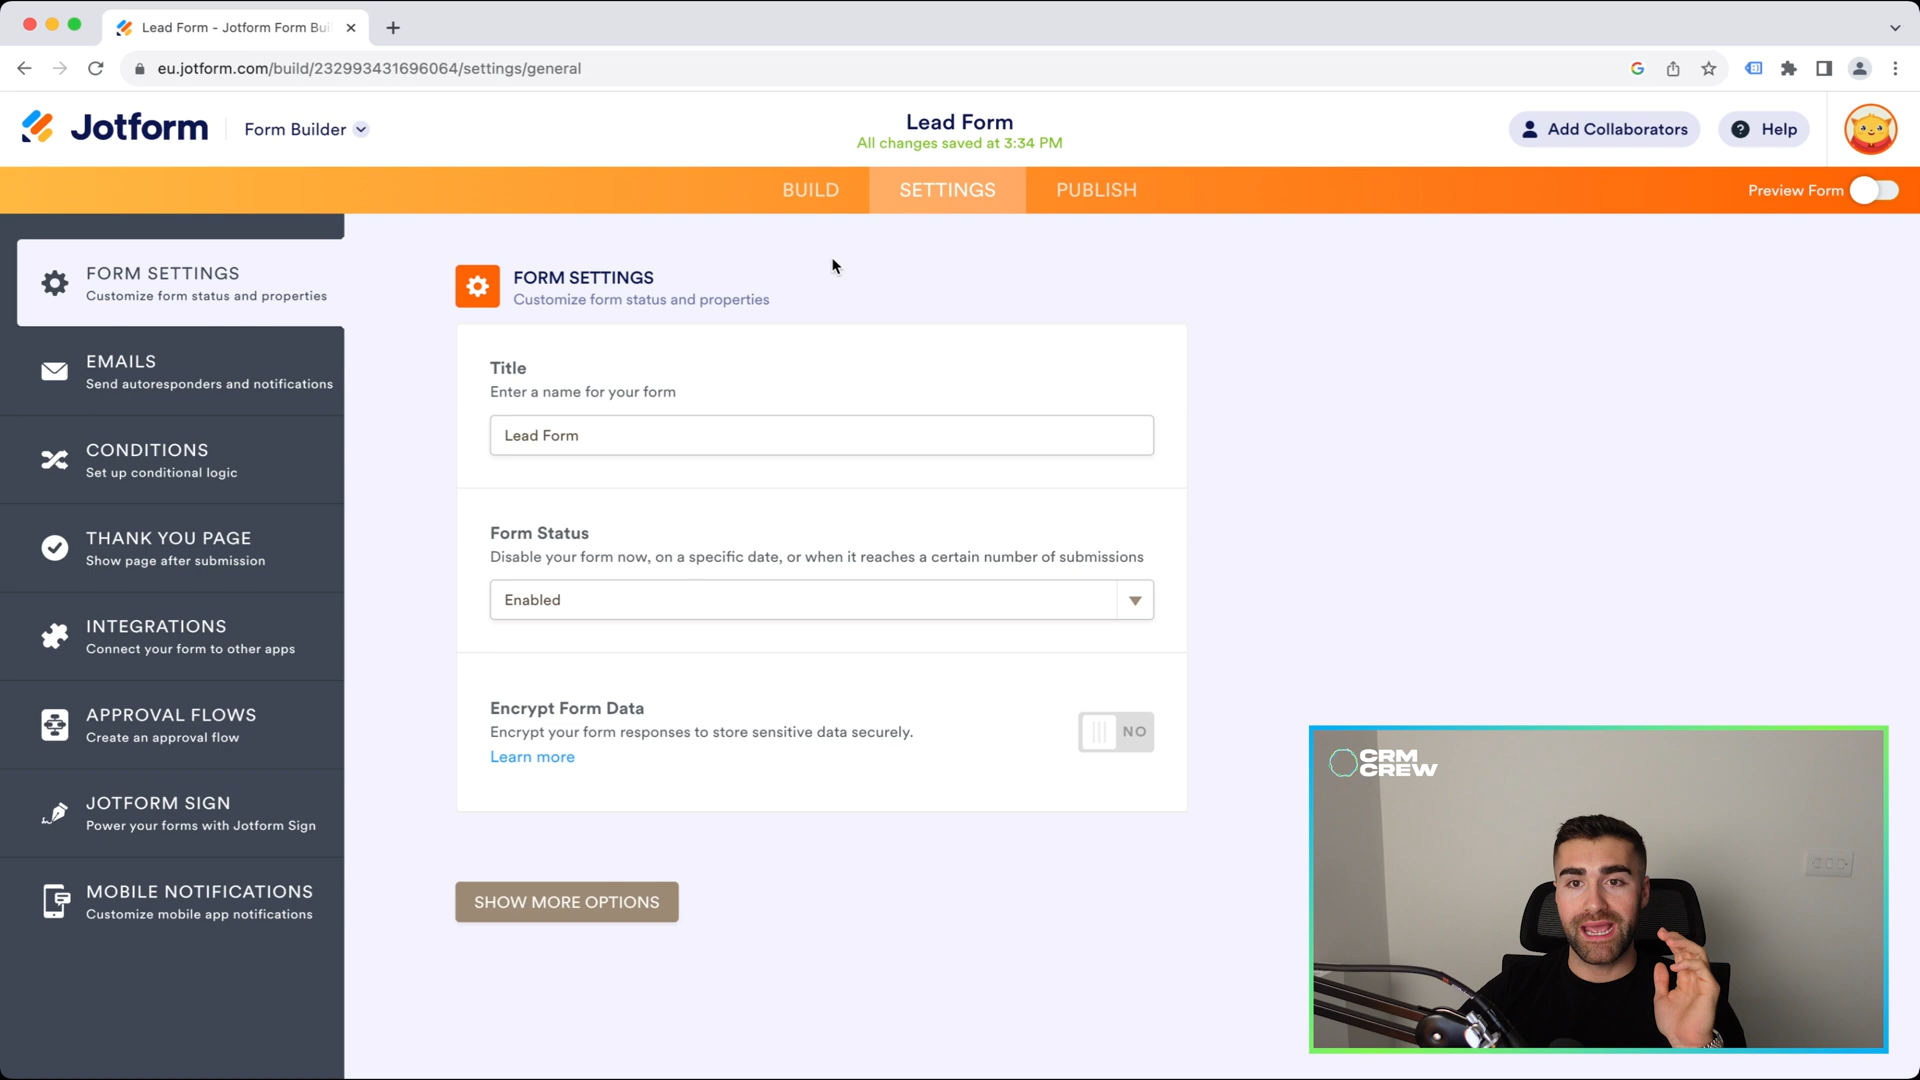 Lead Form - Jotform Form Bui
eu.jotform.com/build/232993431696064/settings/general
Jotform
Form Builder
Lead Form
All changes saved at 3:34 PM
Add Collaborators
Help
BUILD
SETTINGS
PUBLISH
Preview Form
FORM SETTINGS
Customize form status and properties
EMAILS
Send autoresponders and notifications
CONDITIONS
Set up conditional logic
THANK YOU PAGE
Show page after submission
INTEGRATIONS
Connect your form to other apps
APPROVAL FLOWS
Create an approval flow
JOTFORM SIGN
Power your forms with Jotform Sign
MOBILE NOTIFICATIONS
Customize mobile app notifications
FORM SETTINGS
Customize form status and properties
Title
Enter a name for your form
Lead Form
Form Status
Disable your form now, on a specific date, or when it reaches a certain number of submissions
Enabled
Encrypt Form Data
Encrypt your form responses to store sensitive data securely.
Learn more
NO
SHOW MORE OPTIONS
CRM
CREW